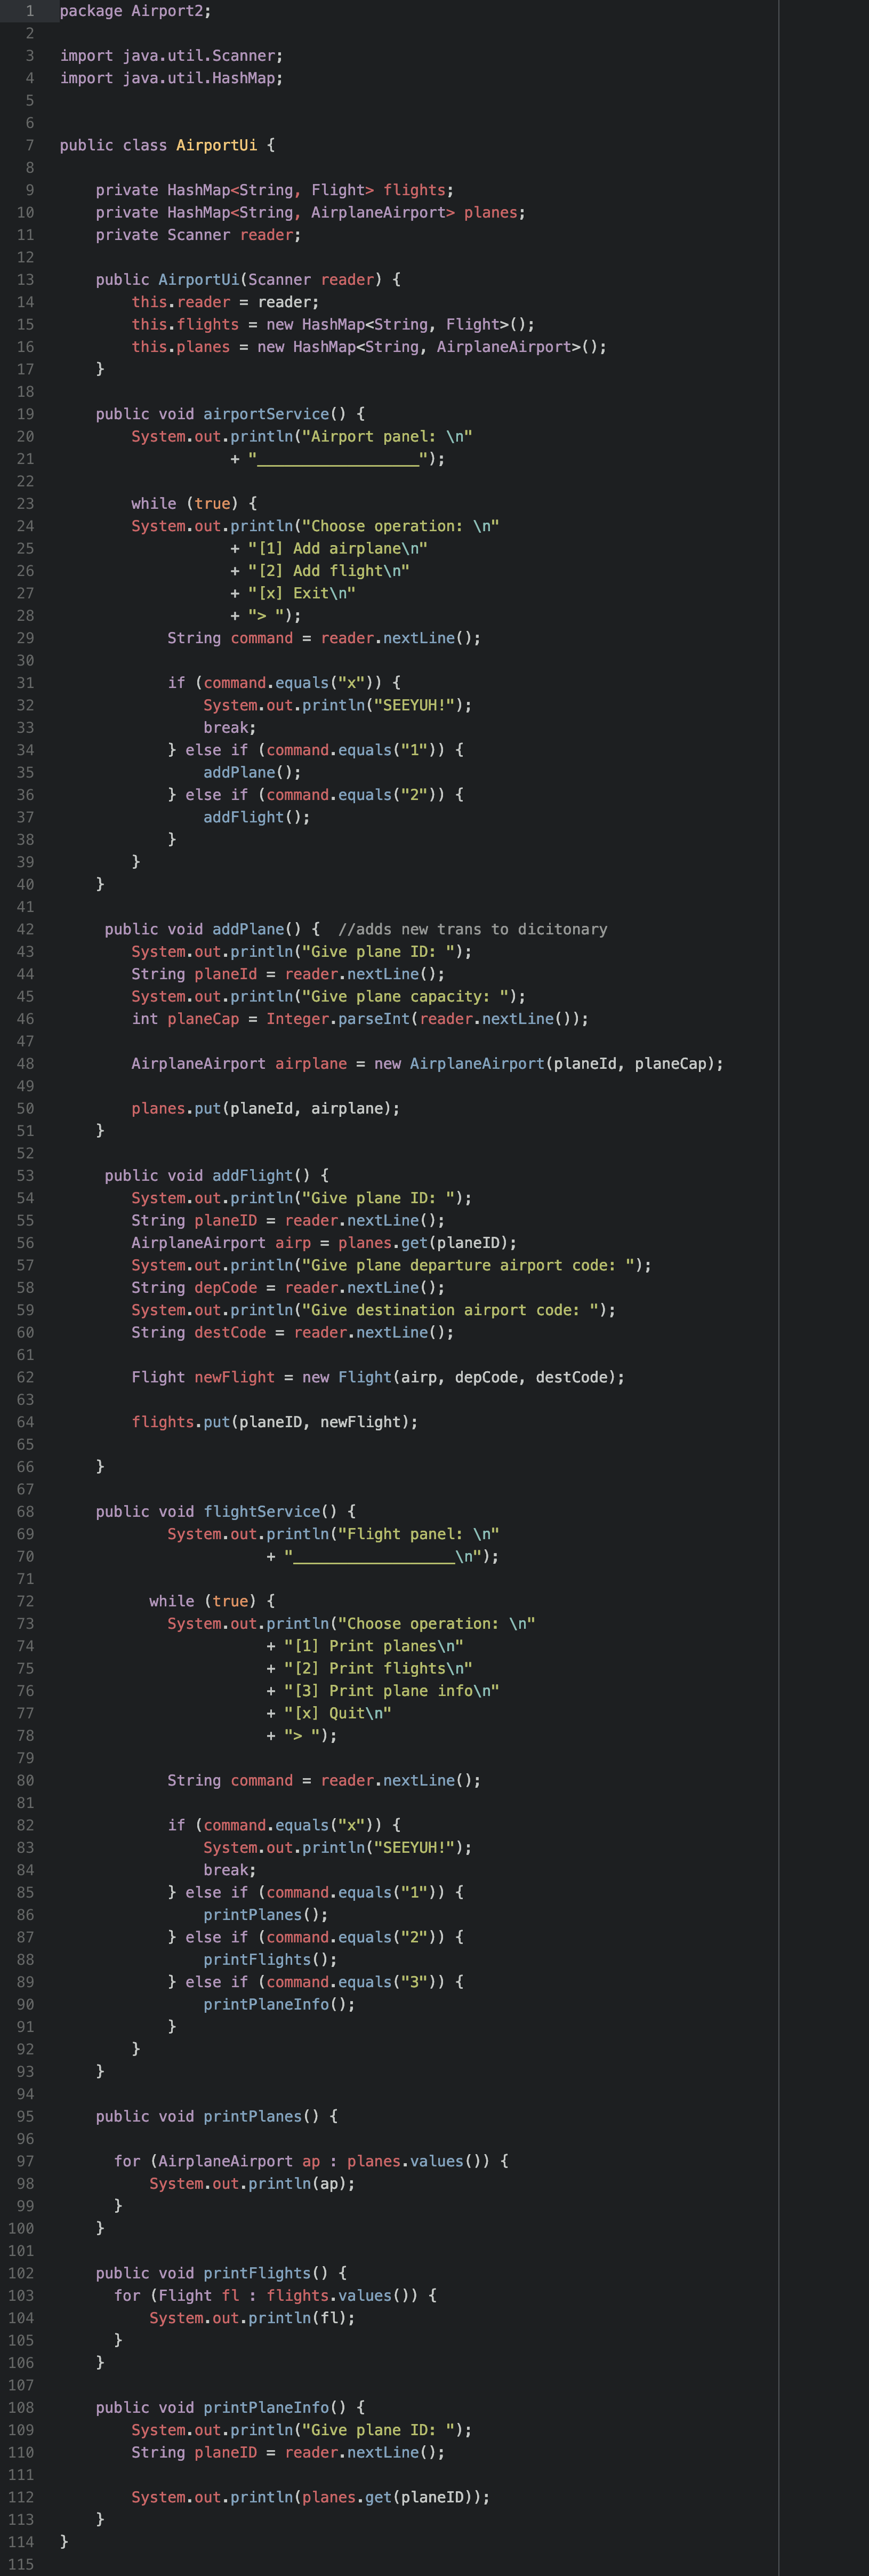 1 package Airport2;
2
3 import java.util.Scanner;
4 import java.util.HashMap;
5
6
7 public class AirportUi {
8
9     private HashMap<String, Flight> flights;
10     private HashMap<String, AirplaneAirport> planes;
11     private Scanner reader;
12
13     public AirportUi(Scanner reader) {
14         this.reader = reader;
15         this.flights = new HashMap<String, Flight>();
16         this.planes = new HashMap<String, AirplaneAirport>();
17     }
18
19     public void airportService() {
20         System.out.println("Airport panel: \n"
21                    + "__________________");
22
23         while (true) {
24         System.out.println("Choose operation: \n"
25                    + "[1] Add airplane\n"
26                    + "[2] Add flight\n"
27                    + "[x] Exit\n"
28                    + "> ");
29             String command = reader.nextLine();
30
31             if (command.equals("x")) {
32                 System.out.println("SEEYUH!");
33                 break;
34             } else if (command.equals("1")) {
35                 addPlane();
36             } else if (command.equals("2")) {
37                 addFlight();
38             }
39         }
40     }
41
42      public void addPlane() {  //adds new trans to dicitonary
43         System.out.println("Give plane ID: ");
44         String planeId = reader.nextLine();
45         System.out.println("Give plane capacity: ");
46         int planeCap = Integer.parseInt(reader.nextLine());
47
48         AirplaneAirport airplane = new AirplaneAirport(planeId, planeCap);
49
50         planes.put(planeId, airplane);
51     }
52
53      public void addFlight() {
54         System.out.println("Give plane ID: ");
55         String planeID = reader.nextLine();
56         AirplaneAirport airp = planes.get(planeID);
57         System.out.println("Give plane departure airport code: ");
58         String depCode = reader.nextLine();
59         System.out.println("Give destination airport code: ");
60         String destCode = reader.nextLine();
61
62         Flight newFlight = new Flight(airp, depCode, destCode);
63
64         flights.put(planeID, newFlight);
65
66     }
67
68     public void flightService() {
69             System.out.println("Flight panel: \n"
70                        + "__________________\n");
71
72           while (true) {
73             System.out.println("Choose operation: \n"
74                        + "[1] Print planes\n"
75                        + "[2] Print flights\n"
76                        + "[3] Print plane info\n"
77                        + "[x] Quit\n"
78                        + "> ");
79
80             String command = reader.nextLine();
81
82             if (command.equals("x")) {
83                 System.out.println("SEEYUH!");
84                 break;
85             } else if (command.equals("1")) {
86                 printPlanes();
87             } else if (command.equals("2")) {
88                 printFlights();
89             } else if (command.equals("3")) {
90                 printPlaneInfo();
91             }
92         }
93     }
94
95     public void printPlanes() {
96
97       for (AirplaneAirport ap : planes.values()) {
98           System.out.println(ap);
99       }
100     }
101
102     public void printFlights() {
103       for (Flight fl : flights.values()) {
104           System.out.println(fl);
105       }
106     }
107
108     public void printPlaneInfo() {
109         System.out.println("Give plane ID: ");
110         String planeID = reader.nextLine();
111
112         System.out.println(planes.get(planeID));
113     }
114 }
115